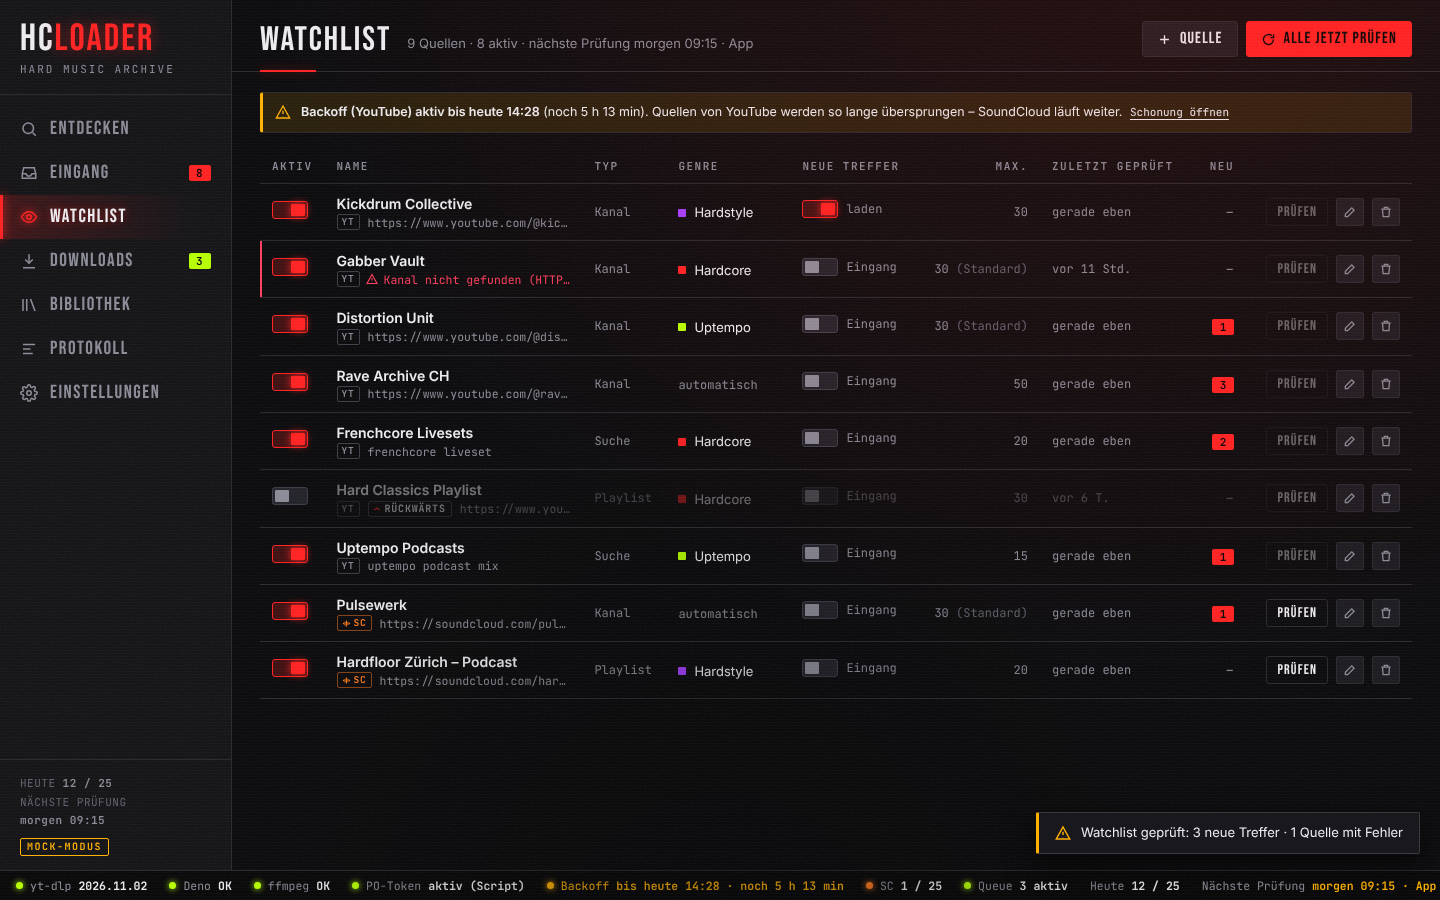 HCLOADER
HARD MUSIC ARCHIVE
ENTDECKEN
EINGANG 8
WATCHLIST
DOWNLOADS 3
BIBLIOTHEK
PROTOKOLL
EINSTELLUNGEN
HEUTE 12 / 25
NÄCHSTE PRÜFUNG
morgen 09:15
MOCK-MODUS
WATCHLIST 9 Quellen · 8 aktiv · nächste Prüfung morgen 09:15 · App
QUELLE
ALLE JETZT PRÜFEN
Backoff (YouTube) aktiv bis heute 14:28 (noch 5 h 13 min). Quellen von YouTube werden so lange übersprungen – SoundCloud läuft weiter. Schonung öffnen
AKTIV NAME TYP GENRE NEUE TREFFER MAX. ZULETZT GEPRÜFT NEU
Kickdrum Collective Kanal Hardstyle laden 30 gerade eben – PRÜFEN
YT https://www.youtube.com/@kic…
Gabber Vault Kanal Hardcore Eingang 30 (Standard) vor 11 Std. – PRÜFEN
YT Kanal nicht gefunden (HTTP…
Distortion Unit Kanal Uptempo Eingang 30 (Standard) gerade eben 1 PRÜFEN
YT https://www.youtube.com/@dis…
Rave Archive CH Kanal automatisch Eingang 50 gerade eben 3 PRÜFEN
YT https://www.youtube.com/@rav…
Frenchcore Livesets Suche Hardcore Eingang 20 gerade eben 2 PRÜFEN
YT frenchcore liveset
Hard Classics Playlist Playlist Hardcore Eingang 30 vor 6 T. – PRÜFEN
YT RÜCKWÄRTS https://www.you…
Uptempo Podcasts Suche Uptempo Eingang 15 gerade eben 1 PRÜFEN
YT uptempo podcast mix
Pulsewerk Kanal automatisch Eingang 30 (Standard) gerade eben 1 PRÜFEN
SC https://soundcloud.com/pul…
Hardfloor Zürich – Podcast Playlist Hardstyle Eingang 20 gerade eben – PRÜFEN
SC https://soundcloud.com/har…
Watchlist geprüft: 3 neue Treffer · 1 Quelle mit Fehler
yt-dlp 2026.11.02 Deno OK ffmpeg OK PO-Token aktiv (Script) Backoff bis heute 14:28 · noch 5 h 13 min SC 1 / 25 Queue 3 aktiv Heute 12 / 25 Nächste Prüfung morgen 09:15 · App